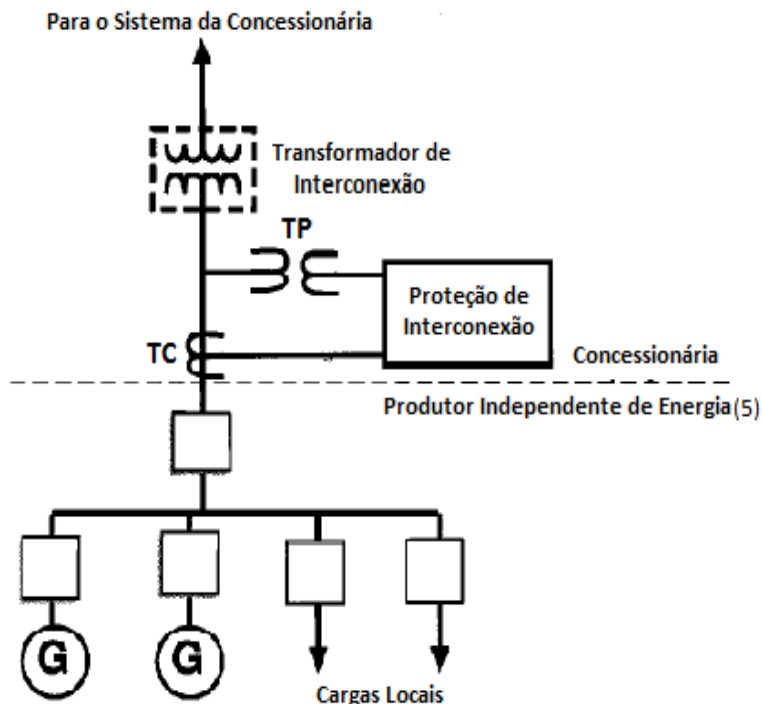 Para o Sistema da Concessionária
Transformador de
Interconexão
TP
Proteção de
Interconexão
TC
Concessionária
Produtor Independente de Energia(5)
G
G
Cargas Locais